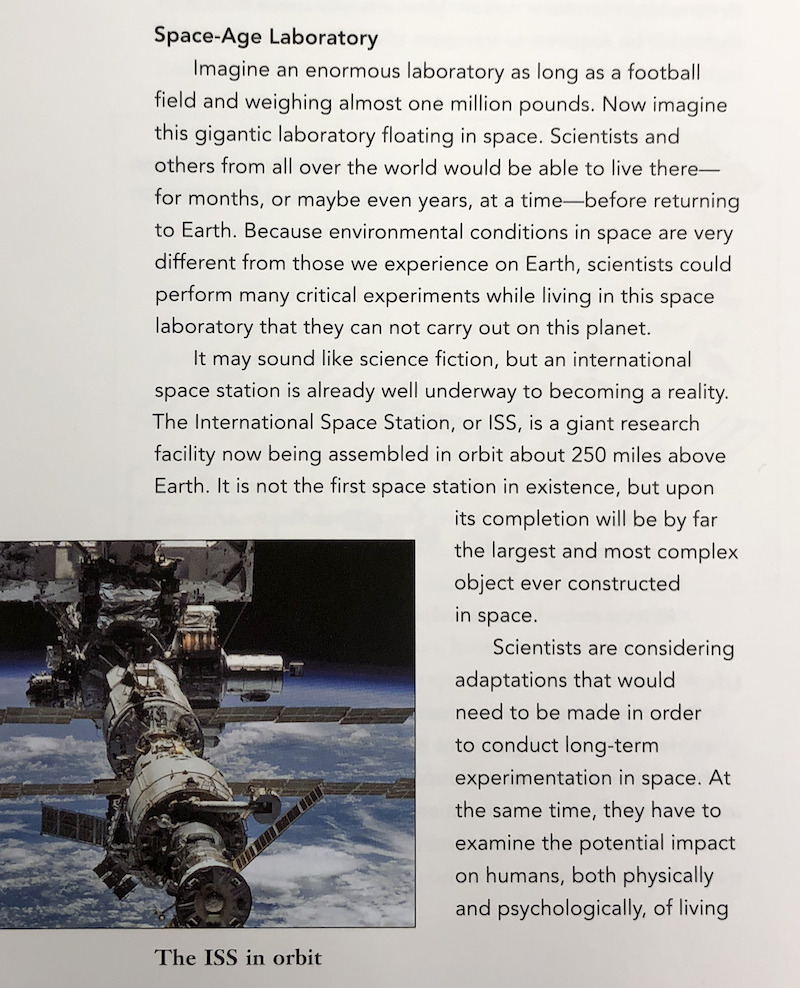 Space-Age Laboratory
Imagine an enormous laboratory as long as a football
field and weighing almost one million pounds. Now imagine
this gigantic laboratory floating in space. Scientists and
others from all over the world would be able to live there—
for months, or maybe even years, at a time—before returning
to Earth. Because environmental conditions in space are very
different from those we experience on Earth, scientists could
perform many critical experiments while living in this space
laboratory that they can not carry out on this planet.
It may sound like science fiction, but an international
space station is already well underway to becoming a reality.
The International Space Station, or ISS, is a giant research
facility now being assembled in orbit about 250 miles above
Earth. It is not the first space station in existence, but upon
its completion will be by far
the largest and most complex
object ever constructed
in space.
Scientists are considering
adaptations that would
need to be made in order
to conduct long-term
experimentation in space. At
the same time, they have to
examine the potential impact
on humans, both physically
and psychologically, of living
The ISS in orbit